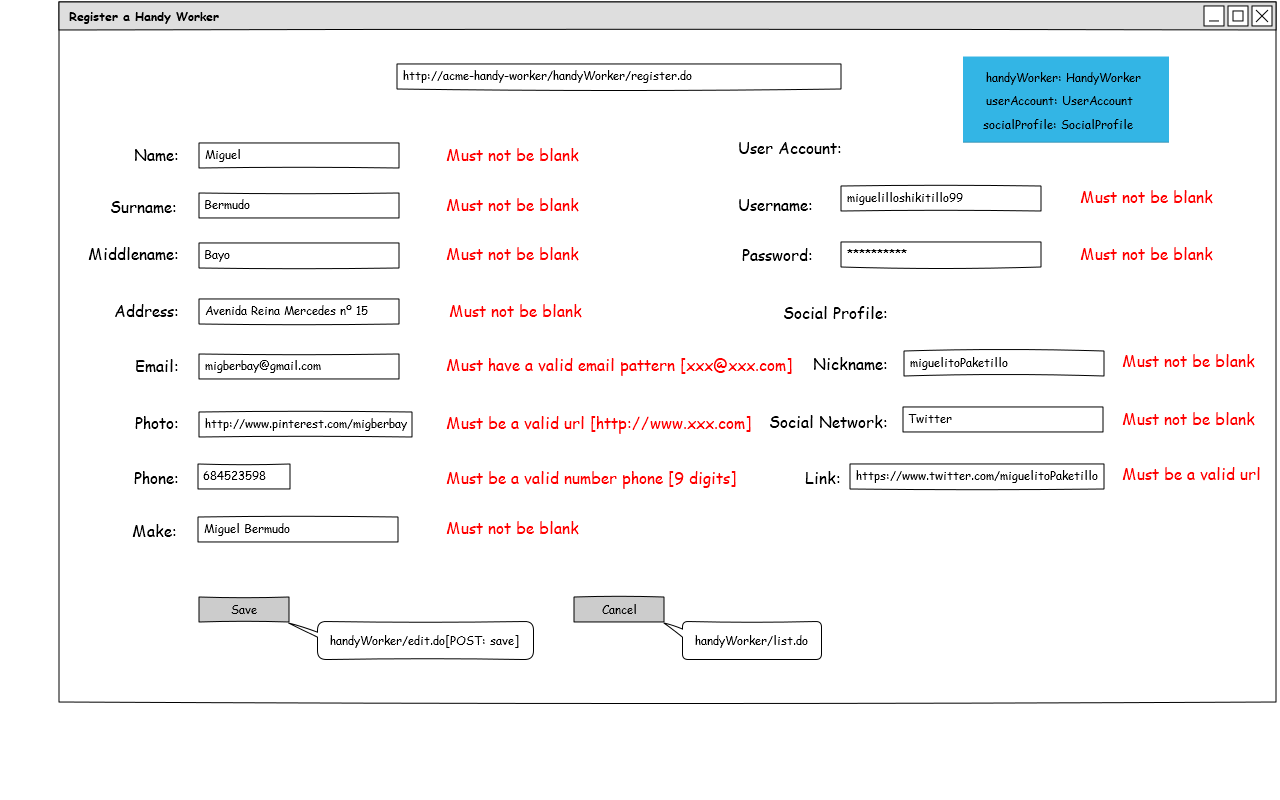 Register a Handy Worker
http://acme-handy-worker/handyWorker/register.do
handyWorker: HandyWorker
userAccount: UserAccount
socialProfile: SocialProfile
Name: Miguel Must not be blank
Surname: Bermudo Must not be blank
Middlename: Bayo Must not be blank
Address: Avenida Reina Mercedes nº 15 Must not be blank
Email: migberbay@gmail.com Must have a valid email pattern [xxx@xxx.com]
Photo: http://www.pinterest.com/migberbay Must be a valid url [http://www.xxx.com]
Phone: 684523598 Must be a valid number phone [9 digits]
Make: Miguel Bermudo Must not be blank
User Account:
Username: miguelilloshikitillo99 Must not be blank
Password: ********** Must not be blank
Social Profile:
Nickname: miguelitoPaketillo Must not be blank
Social Network: Twitter Must not be blank
Link: https://www.twitter.com/miguelitoPaketillo Must be a valid url
Save
handyWorker/edit.do[POST: save]
Cancel
handyWorker/list.do